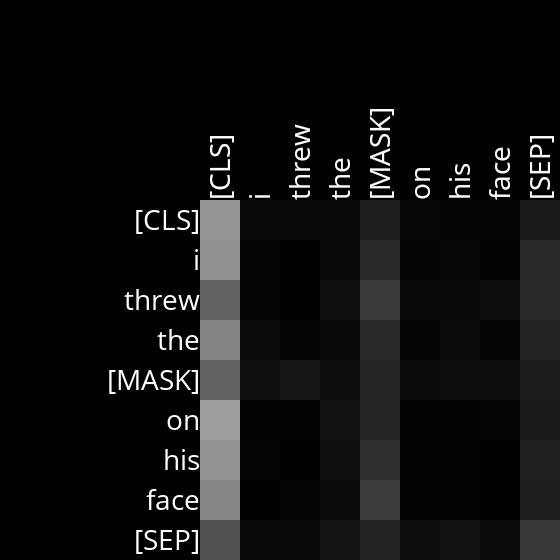 [CLS] i threw the [MASK] on his face [SEP]
[CLS]
i
threw
the
[MASK]
on
his
face
[SEP]